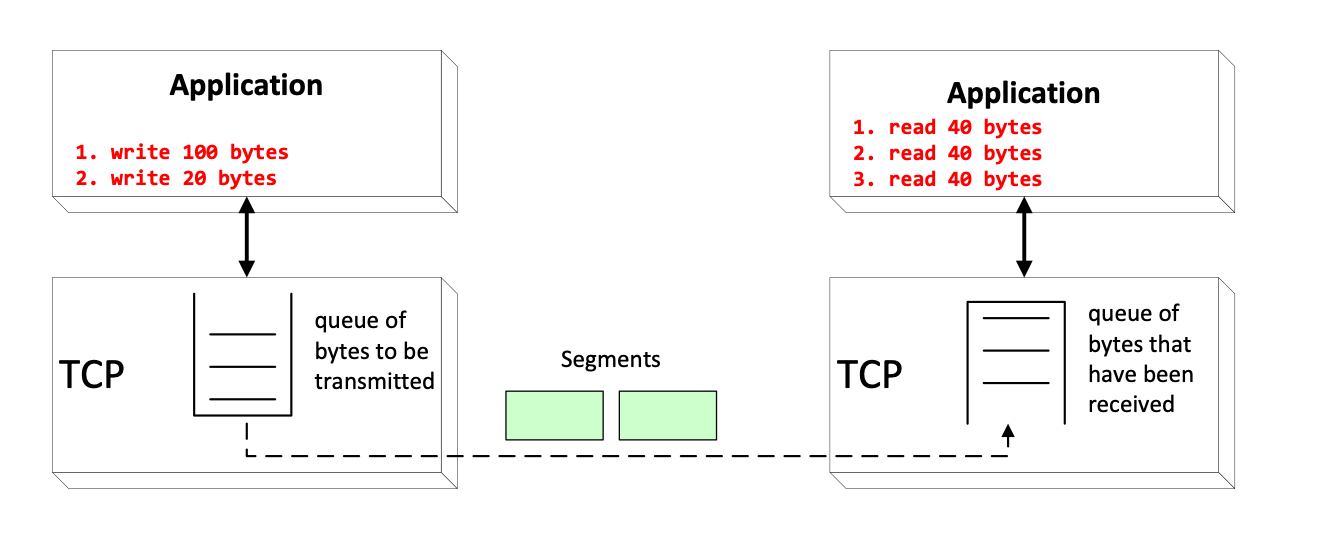 Application
1. write 100 bytes
2. write 20 bytes
Application
1. read 40 bytes
2. read 40 bytes
3. read 40 bytes
TCP
queue of
bytes to be
transmitted
Segments
TCP
queue of
bytes that
have been
received